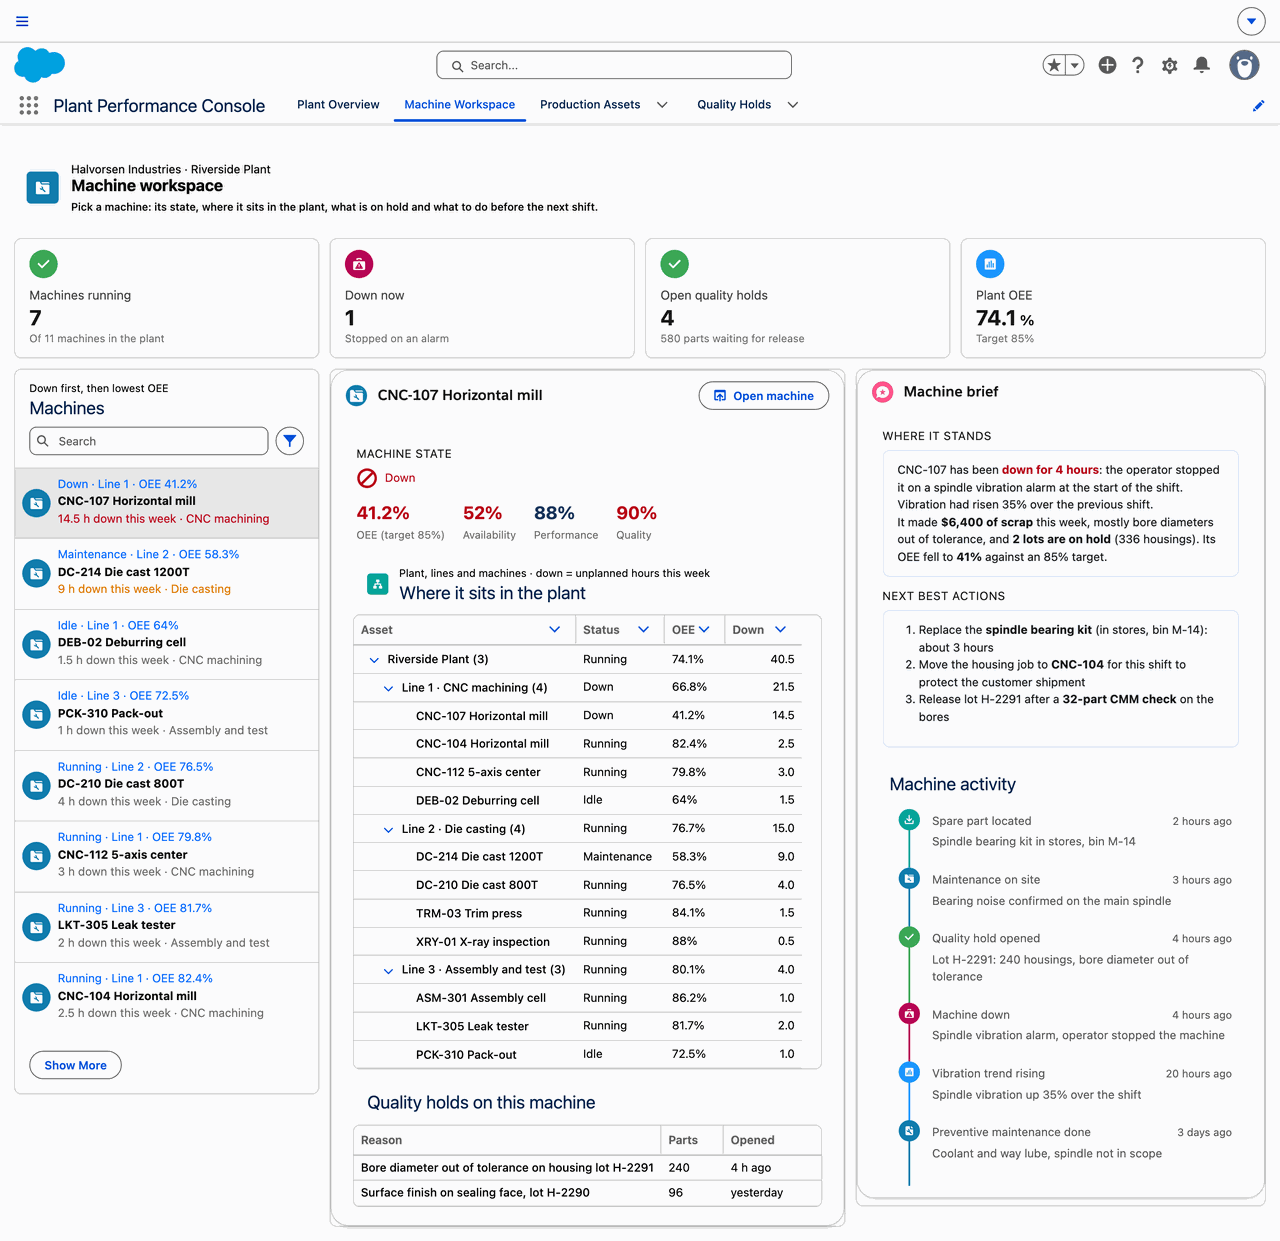 Search...
Plant Performance Console
Plant Overview
Machine Workspace
Production Assets
Quality Holds
Halvorsen Industries · Riverside Plant
Machine workspace
Pick a machine: its state, where it sits in the plant, what is on hold and what to do before the next shift.
Machines running
7
Of 11 machines in the plant
Down now
1
Stopped on an alarm
Open quality holds
4
580 parts waiting for release
Plant OEE
74.1 %
Target 85%
Down first, then lowest OEE
Machines
Search
Down · Line 1 · OEE 41.2%
CNC-107 Horizontal mill
14.5 h down this week · CNC machining
Maintenance · Line 2 · OEE 58.3%
DC-214 Die cast 1200T
9 h down this week · Die casting
Idle · Line 1 · OEE 64%
DEB-02 Deburring cell
1.5 h down this week · CNC machining
Idle · Line 3 · OEE 72.5%
PCK-310 Pack-out
1 h down this week · Assembly and test
Running · Line 2 · OEE 76.5%
DC-210 Die cast 800T
4 h down this week · Die casting
Running · Line 1 · OEE 79.8%
CNC-112 5-axis center
3 h down this week · CNC machining
Running · Line 3 · OEE 81.7%
LKT-305 Leak tester
2 h down this week · Assembly and test
Running · Line 1 · OEE 82.4%
CNC-104 Horizontal mill
2.5 h down this week · CNC machining
Show More
CNC-107 Horizontal mill
Open machine
MACHINE STATE
Down
41.2% 52% 88% 90%
OEE (target 85%) Availability Performance Quality
Plant, lines and machines · down = unplanned hours this week
Where it sits in the plant
Asset Status OEE Down
Riverside Plant (3) Running 74.1% 40.5
Line 1 · CNC machining (4) Down 66.8% 21.5
CNC-107 Horizontal mill Down 41.2% 14.5
CNC-104 Horizontal mill Running 82.4% 2.5
CNC-112 5-axis center Running 79.8% 3.0
DEB-02 Deburring cell Idle 64% 1.5
Line 2 · Die casting (4) Running 76.7% 15.0
DC-214 Die cast 1200T Maintenance 58.3% 9.0
DC-210 Die cast 800T Running 76.5% 4.0
TRM-03 Trim press Running 84.1% 1.5
XRY-01 X-ray inspection Running 88% 0.5
Line 3 · Assembly and test (3) Running 80.1% 4.0
ASM-301 Assembly cell Running 86.2% 1.0
LKT-305 Leak tester Running 81.7% 2.0
PCK-310 Pack-out Idle 72.5% 1.0
Quality holds on this machine
Reason Parts Opened
Bore diameter out of tolerance on housing lot H-2291 240 4 h ago
Surface finish on sealing face, lot H-2290 96 yesterday
Machine brief
WHERE IT STANDS
CNC-107 has been down for 4 hours: the operator stopped
it on a spindle vibration alarm at the start of the shift.
Vibration had risen 35% over the previous shift.
It made $6,400 of scrap this week, mostly bore diameters
out of tolerance, and 2 lots are on hold (336 housings). Its
OEE fell to 41% against an 85% target.
NEXT BEST ACTIONS
1. Replace the spindle bearing kit (in stores, bin M-14):
about 3 hours
2. Move the housing job to CNC-104 for this shift to
protect the customer shipment
3. Release lot H-2291 after a 32-part CMM check on the
bores
Machine activity
Spare part located 2 hours ago
Spindle bearing kit in stores, bin M-14
Maintenance on site 3 hours ago
Bearing noise confirmed on the main spindle
Quality hold opened 4 hours ago
Lot H-2291: 240 housings, bore diameter out of
tolerance
Machine down 4 hours ago
Spindle vibration alarm, operator stopped the machine
Vibration trend rising 20 hours ago
Spindle vibration up 35% over the shift
Preventive maintenance done 3 days ago
Coolant and way lube, spindle not in scope